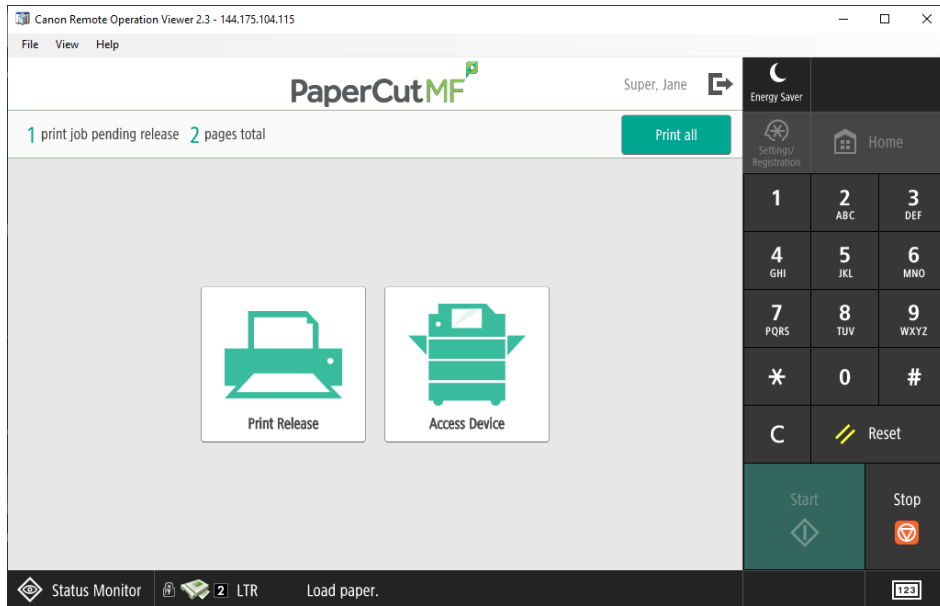 Canon Remote Operation Viewer 2.3 - 144.175.104.115
File View Help
PaperCutMF
Super, Jane
1 print job pending release 2 pages total
Print all
Print Release
Access Device
Energy Saver
Settings/
Registration
Home
1
2
ABC
3
DEF
4
GHI
5
JKL
6
MNO
7
PQRS
8
TUV
9
WXYZ
*
0
#
C
Reset
Start
Stop
Status Monitor
2 LTR
Load paper.
123